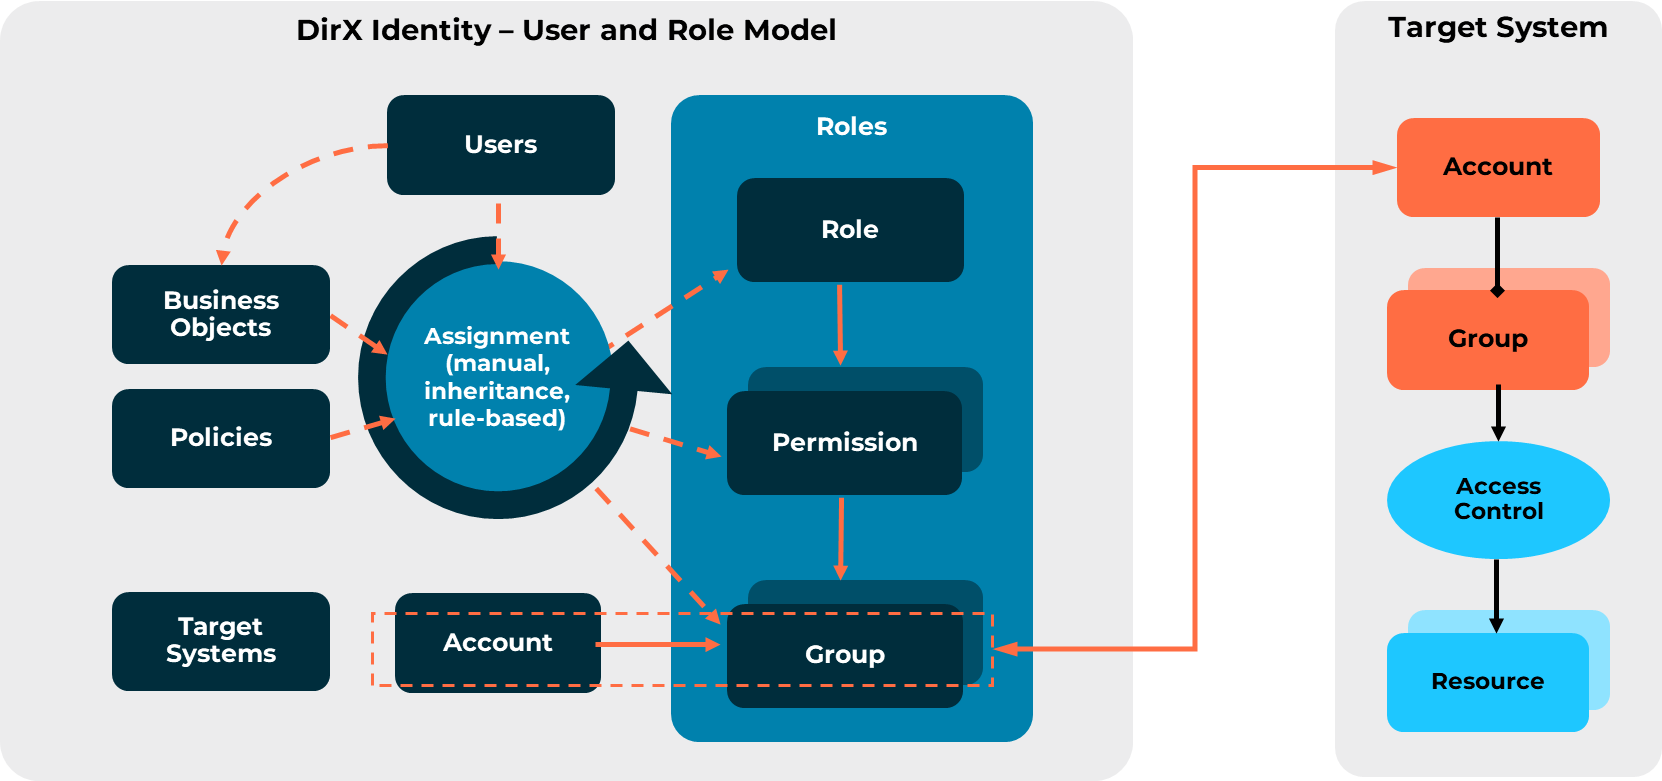 DirX Identity – User and Role Model
Users
Business
Objects
Policies
Assignment
(manual,
inheritance,
rule-based)
Target
Systems
Account
Roles
Role
Permission
Group
Target System
Account
Group
Access
Control
Resource